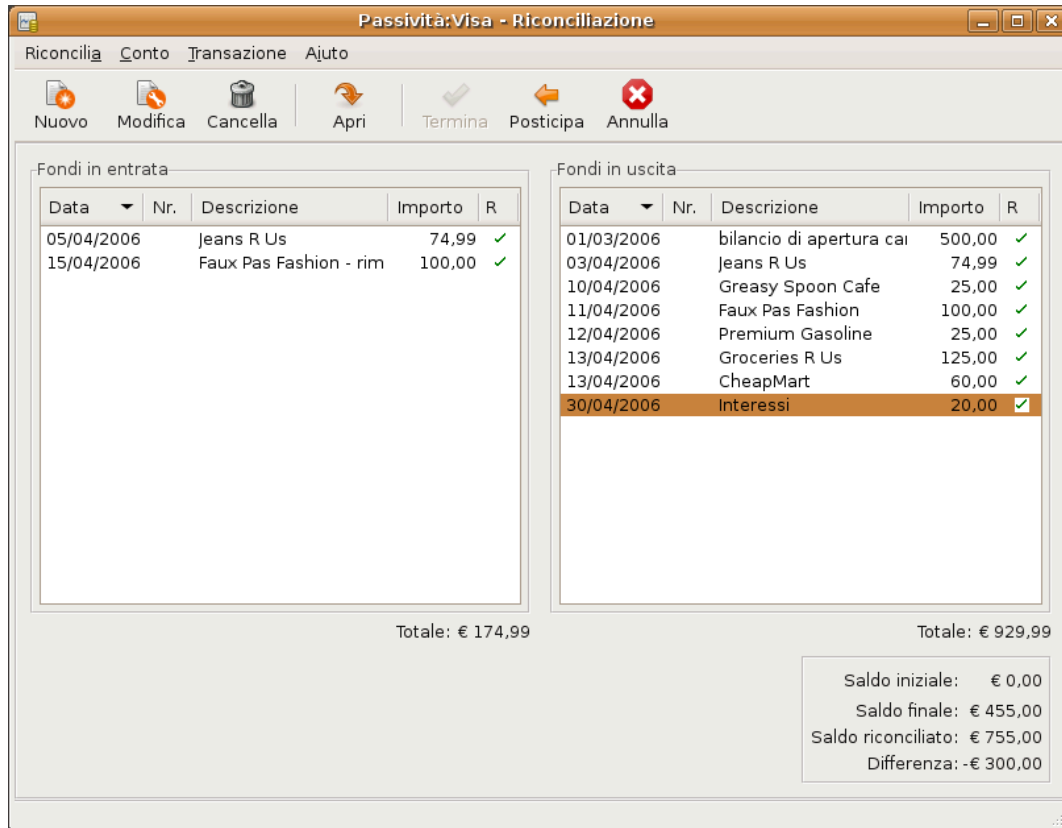 Passività:Visa - Riconciliazione
Riconcilia Conto Transazione Aiuto
Nuovo Modifica Cancella Apri Termina Posticipa Annulla
Fondi in entrata
Data Nr. Descrizione Importo R
05/04/2006 Jeans R Us 74,99
15/04/2006 Faux Pas Fashion - rim 100,00
Totale: € 174,99
Fondi in uscita
Data Nr. Descrizione Importo R
01/03/2006 bilancio di apertura car 500,00
03/04/2006 Jeans R Us 74,99
10/04/2006 Greasy Spoon Cafe 25,00
11/04/2006 Faux Pas Fashion 100,00
12/04/2006 Premium Gasoline 25,00
13/04/2006 Groceries R Us 125,00
13/04/2006 CheapMart 60,00
30/04/2006 Interessi 20,00
Totale: € 929,99
Saldo iniziale: € 0,00
Saldo finale: € 455,00
Saldo riconciliato: € 755,00
Differenza: -€ 300,00